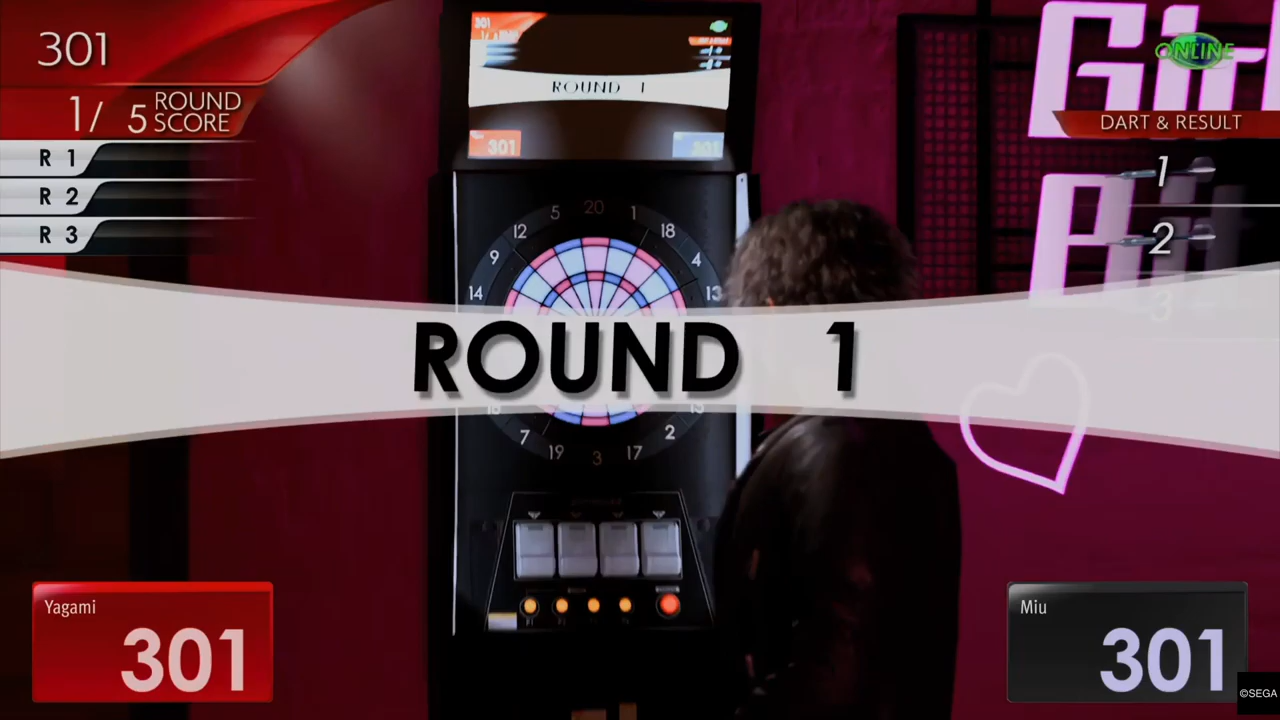 301
1/ 5 ROUND SCORE
R 1
R 2
R 3
301
ROUND 1
301
Girl
ONLINE
DART & RESULT
1
2
3
5 20 1
12 18
9 4
14 13
ROUND 1
7 2
19 3 17
Yagami
301
Miu
301
©SEGA